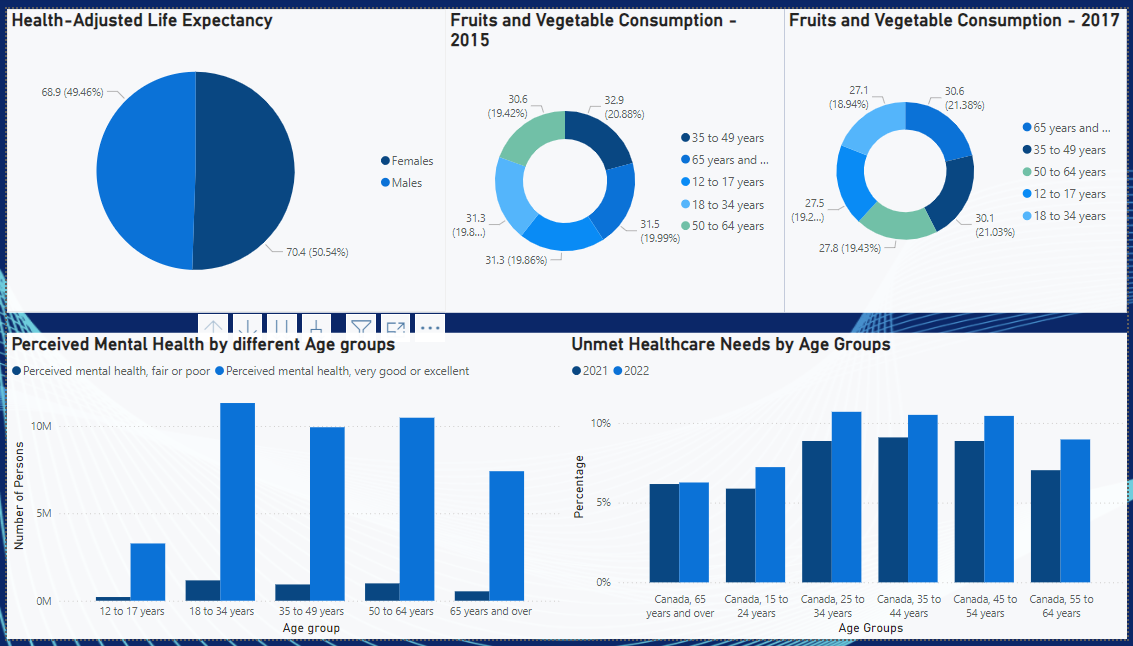 Health-Adjusted Life Expectancy
68.9 (49.46%)
70.4 (50.54%)
Females
Males
Fruits and Vegetable Consumption -
2015
30.6
(19.42%)
32.9
(20.88%)
31.3
(19.8...)
31.5
(19.99%)
31.3 (19.86%)
35 to 49 years
65 years and ...
12 to 17 years
18 to 34 years
50 to 64 years
Fruits and Vegetable Consumption - 2017
27.1
(18.94%)
30.6
(21.38%)
27.5
(19.2...)
30.1
(21.03%)
27.8 (19.43%)
65 years and ...
35 to 49 years
50 to 64 years
12 to 17 years
18 to 34 years
Perceived Mental Health by different Age groups
Perceived mental health, fair or poor Perceived mental health, very good or excellent
Number of Persons
10M
5M
0M
12 to 17 years 18 to 34 years 35 to 49 years 50 to 64 years 65 years and over
Age group
Unmet Healthcare Needs by Age Groups
2021 2022
Percentage
10%
5%
0%
Canada, 65
years and over
Canada, 15 to
24 years
Canada, 25 to
34 years
Canada, 35 to
44 years
Canada, 45 to
54 years
Canada, 55 to
64 years
Age Groups